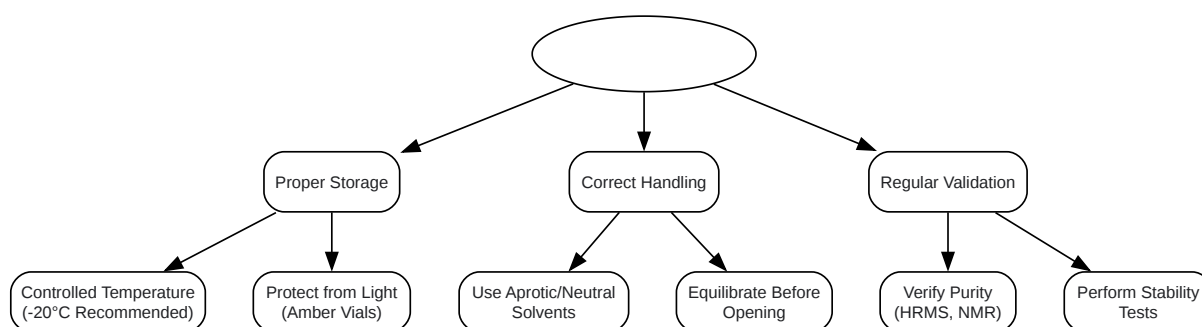 Proper Storage
Correct Handling
Regular Validation
Controlled Temperature
(-20°C Recommended)
Protect from Light
(Amber Vials)
Use Aprotic/Neutral
Solvents
Equilibrate Before
Opening
Verify Purity
(HRMS, NMR)
Perform Stability
Tests